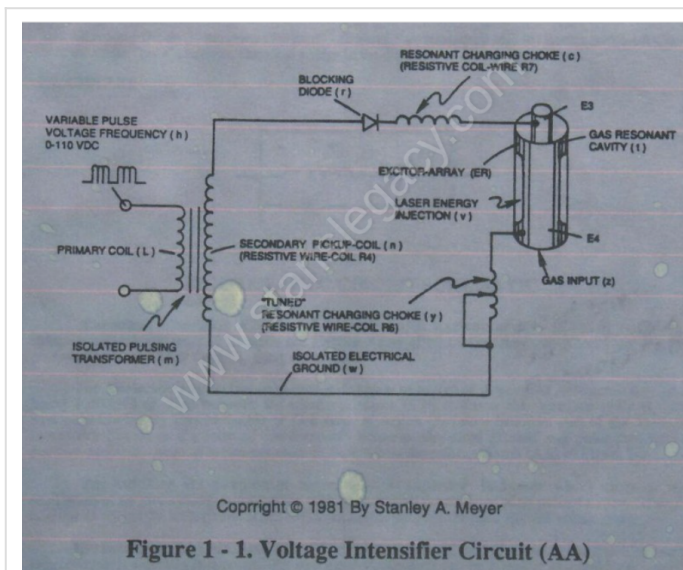 RESONANT CHARGING CHOKE ( c )
(RESISTIVE COIL-WIRE R7)
BLOCKING
DIODE ( r )
E3
VARIABLE PULSE
VOLTAGE FREQUENCY ( h )
0-110 VDC
GAS RESONANT
CAVITY ( t )
EXCITOR-ARRAY (ER)
LASER ENERGY
INJECTION ( v )
E4
PRIMARY COIL ( L )
SECONDARY PICKUP-COIL ( n )
(RESISTIVE WIRE-COIL R4)
GAS INPUT (z)
"TUNED"
RESONANT CHARGING CHOKE ( y )
(RESISTIVE WIRE-COIL R6)
ISOLATED PULSING
TRANSFORMER ( m )
ISOLATED ELECTRICAL
GROUND ( w )
www.stanslegacy.com
Coprright © 1981 By Stanley A. Meyer
Figure 1 - 1. Voltage Intensifier Circuit (AA)